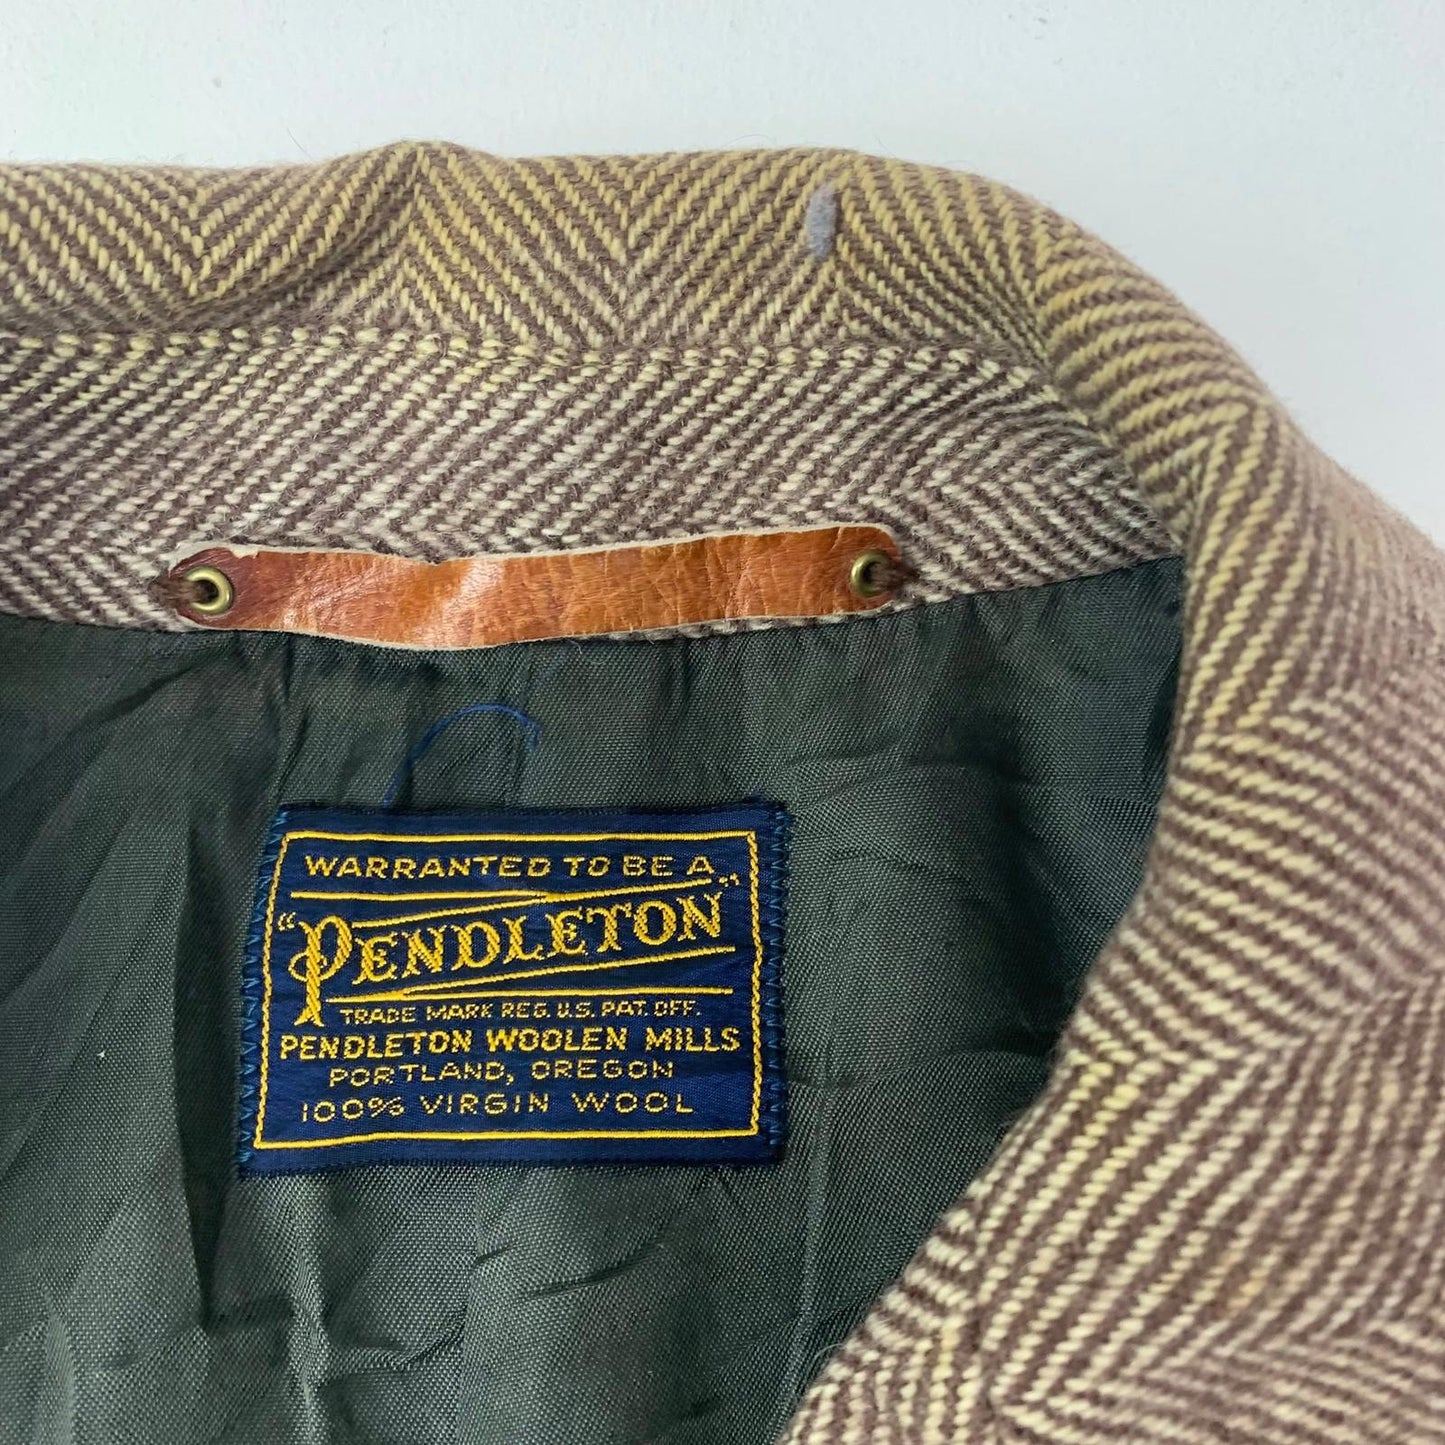 WARRANTED TO BE A
"PENDLETON"
TRADE MARK REG. U.S. PAT. OFF.
PENDLETON WOOLEN MILLS
PORTLAND, OREGON
100% VIRGIN WOOL